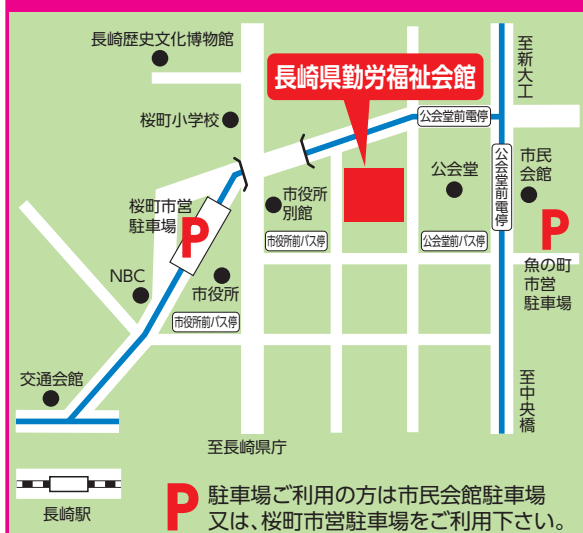 長崎歴史文化博物館
長崎県勤労福祉会館
至新大工
桜町小学校
公会堂前電停
公会堂
公会堂前電停
市民
会館
市役所
別館
桜町市営
駐車場
P
市役所前バス停
公会堂前バス停
P
魚の町
市営
駐車場
NBC
市役所
市役所前バス停
交通会館
至中央橋
至長崎県庁
長崎駅
P 駐車場ご利用の方は市民会館駐車場
又は、桜町市営駐車場をご利用下さい。